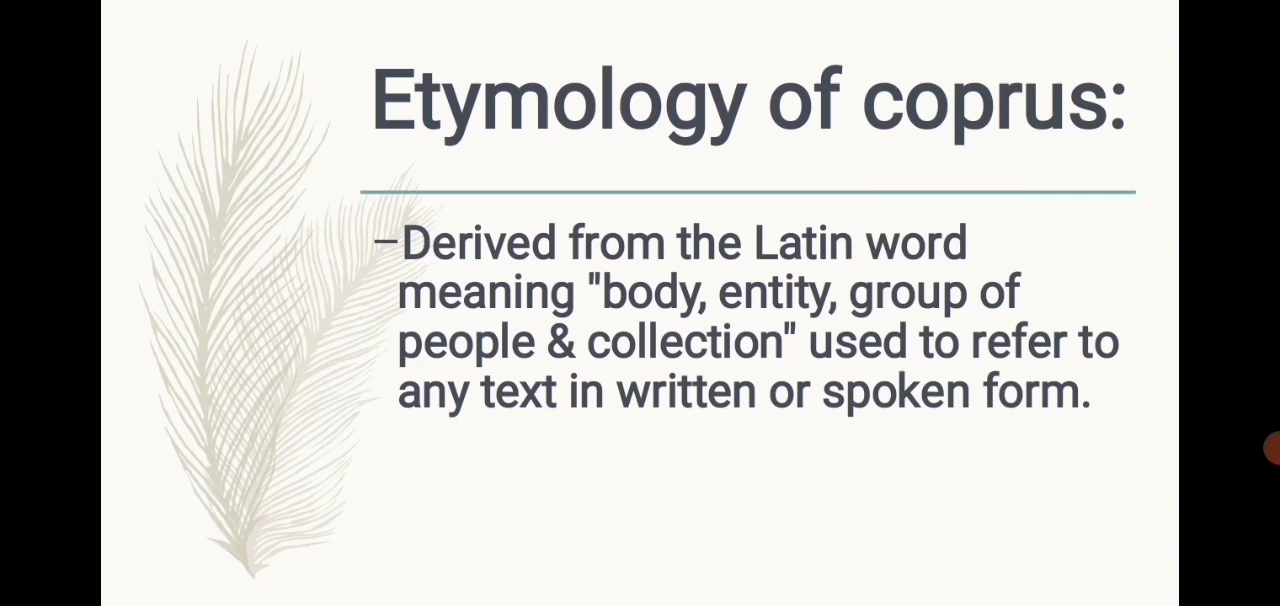 Etymology of coprus:
–Derived from the Latin word
meaning "body, entity, group of
people & collection" used to refer to
any text in written or spoken form.